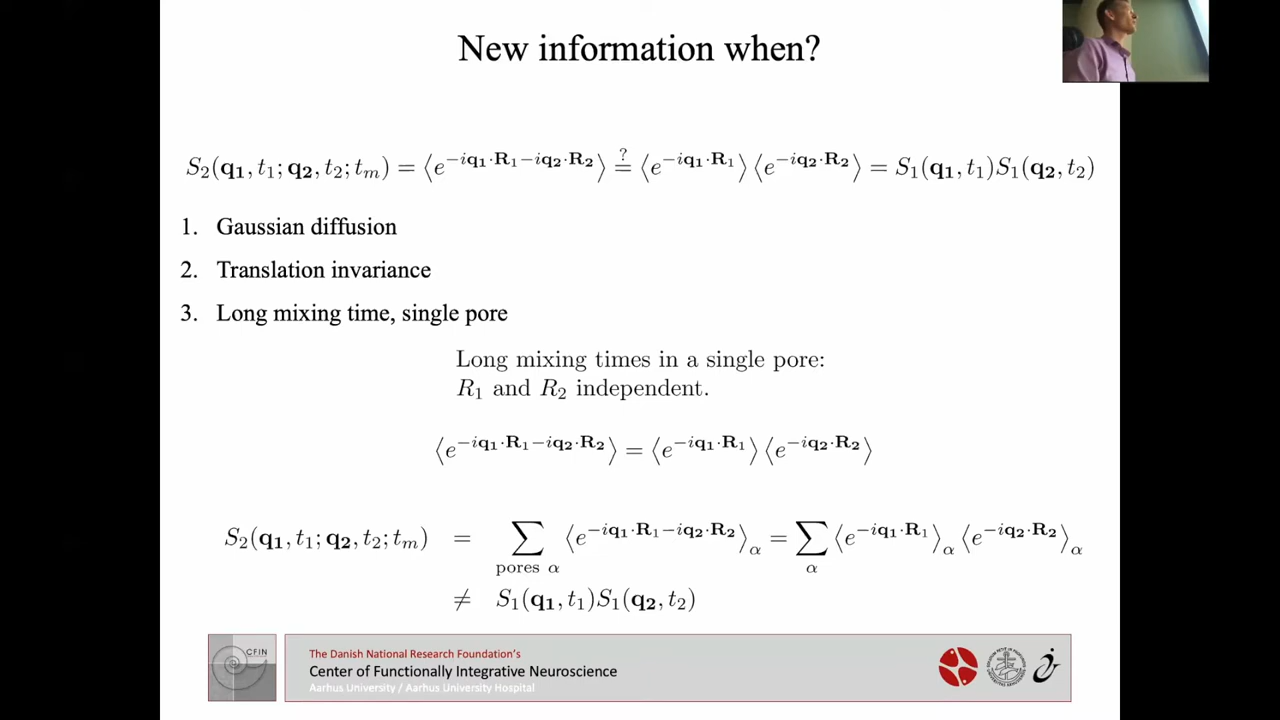 New information when?
S₂(𝐪₁, t₁; 𝐪₂, t₂; tₘ) = ⟨e^{−i𝐪₁·𝐑₁−i𝐪₂·𝐑₂}⟩ ≟ ⟨e^{−i𝐪₁·𝐑₁}⟩ ⟨e^{−i𝐪₂·𝐑₂}⟩ = S₁(𝐪₁, t₁)S₁(𝐪₂, t₂)
1. Gaussian diffusion
2. Translation invariance
3. Long mixing time, single pore
Long mixing times in a single pore:
R₁ and R₂ independent.
⟨e^{−i𝐪₁·𝐑₁−i𝐪₂·𝐑₂}⟩ = ⟨e^{−i𝐪₁·𝐑₁}⟩ ⟨e^{−i𝐪₂·𝐑₂}⟩
S₂(𝐪₁, t₁; 𝐪₂, t₂; tₘ) = ∑_{pores α} ⟨e^{−i𝐪₁·𝐑₁−i𝐪₂·𝐑₂}⟩_α = ∑_α ⟨e^{−i𝐪₁·𝐑₁}⟩_α ⟨e^{−i𝐪₂·𝐑₂}⟩_α
≠ S₁(𝐪₁, t₁)S₁(𝐪₂, t₂)
CFIN
The Danish National Research Foundation's
Center of Functionally Integrative Neuroscience
Aarhus University / Aarhus University Hospital